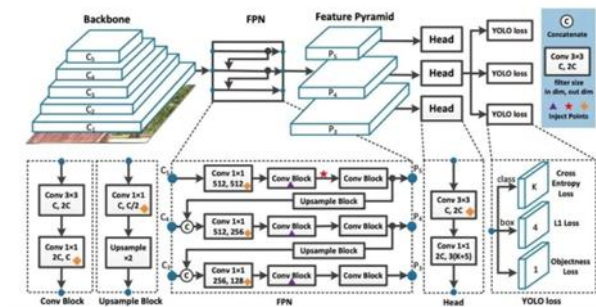 Backbone
FPN
Feature Pyramid
C5
C4
C3
C2
C1
P5
P4
P3
Head
Head
Head
YOLO loss
YOLO loss
YOLO loss
C
Concatenate
Conv 3×3
C, 2C
filter size
in dim, out dim
Inject Points
Conv 3×3
C, 2C
Conv 1×1
2C, C
Conv Block
Conv 1×1
C, C/2
Upsample
×2
Upsample Block
C5
Conv 1×1
512, 512
Conv Block
Conv Block
P5
Upsample Block
C4
C
Conv 1×1
512, 256
Conv Block
Conv Block
P4
Upsample Block
C
Conv 1×1
256, 128
Conv Block
Conv Block
FPN
Conv 3×3
C, 2C
Conv 1×1
2C, 3(K+5)
Head
class
K
Cross
Entropy
Loss
box
4
L1 Loss
1
Objectness
Loss
YOLO loss